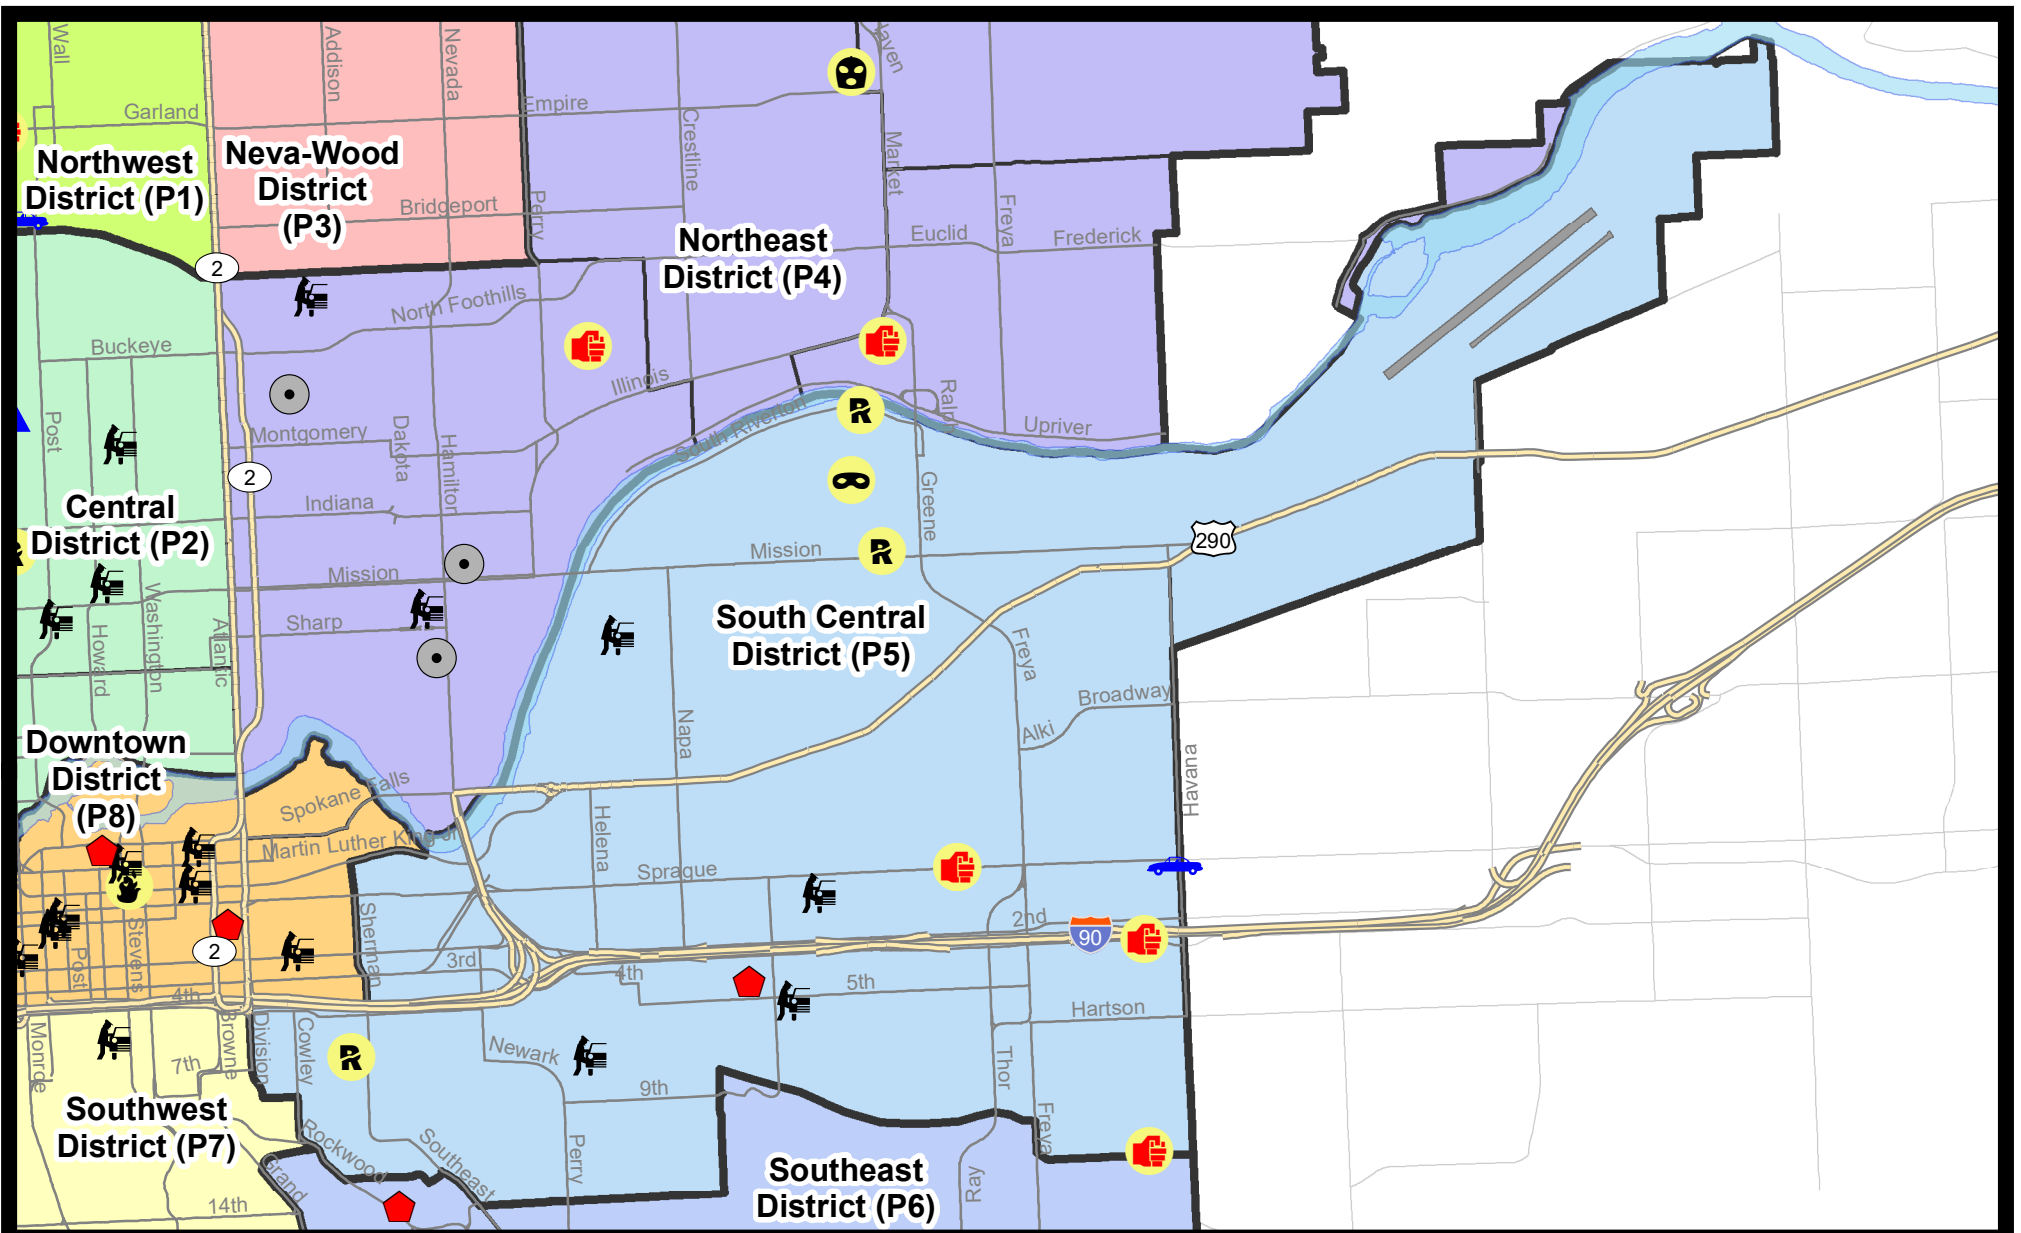 Wall
Addison
Nevada
Haven
Garland
Empire
Crestline
Market
Northwest
District (P1)
Neva-Wood
District
(P3)
Bridgeport
Perry
Freya
Northeast
District (P4)
Euclid
Frederick
2
North Foothills
Buckeye
Illinois
Ralph
Post
Montgomery
Dakota
Hamilton
South Riverton
Upriver
R
2
Greene
Indiana
Central
District (P2)
Mission
R
290
Mission
Washington
Howard
Atlantic
Sharp
South Central
District (P5)
Freya
Broadway
Alki
Napa
Havana
Downtown
District
(P8)
Spokane Falls
Martin Luther King Jr
Helena
Sprague
Sherman
2nd
90
Stevens
Post
2
3rd
4th
5th
4th
Hartson
Monroe
Browne
Division
Cowley
R
7th
Newark
9th
Thor
Freya
Southwest
District (P7)
Rockwood
Southeast
Perry
Grand
14th
Southeast
District (P6)
Ray